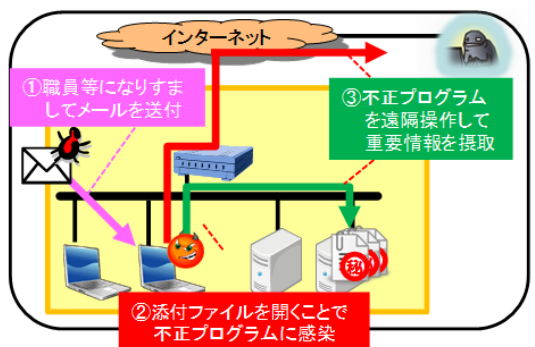 インターネット
①職員等になりすま
してメールを送付
③不正プログラム
を遠隔操作して
重要情報を摂取
㊙
②添付ファイルを開くことで
不正プログラムに感染